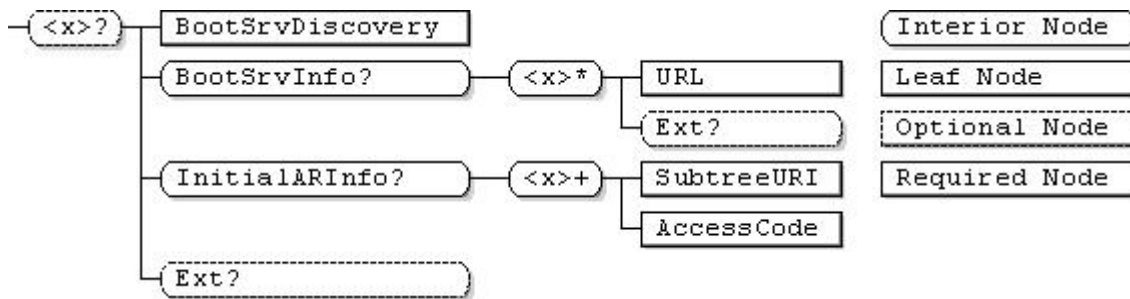 <x>? BootSrvDiscovery Interior Node
BootSrvInfo? <x>* URL Leaf Node
Ext? Optional Node
InitialARInfo? <x>+ SubtreeURI Required Node
AccessCode
Ext?